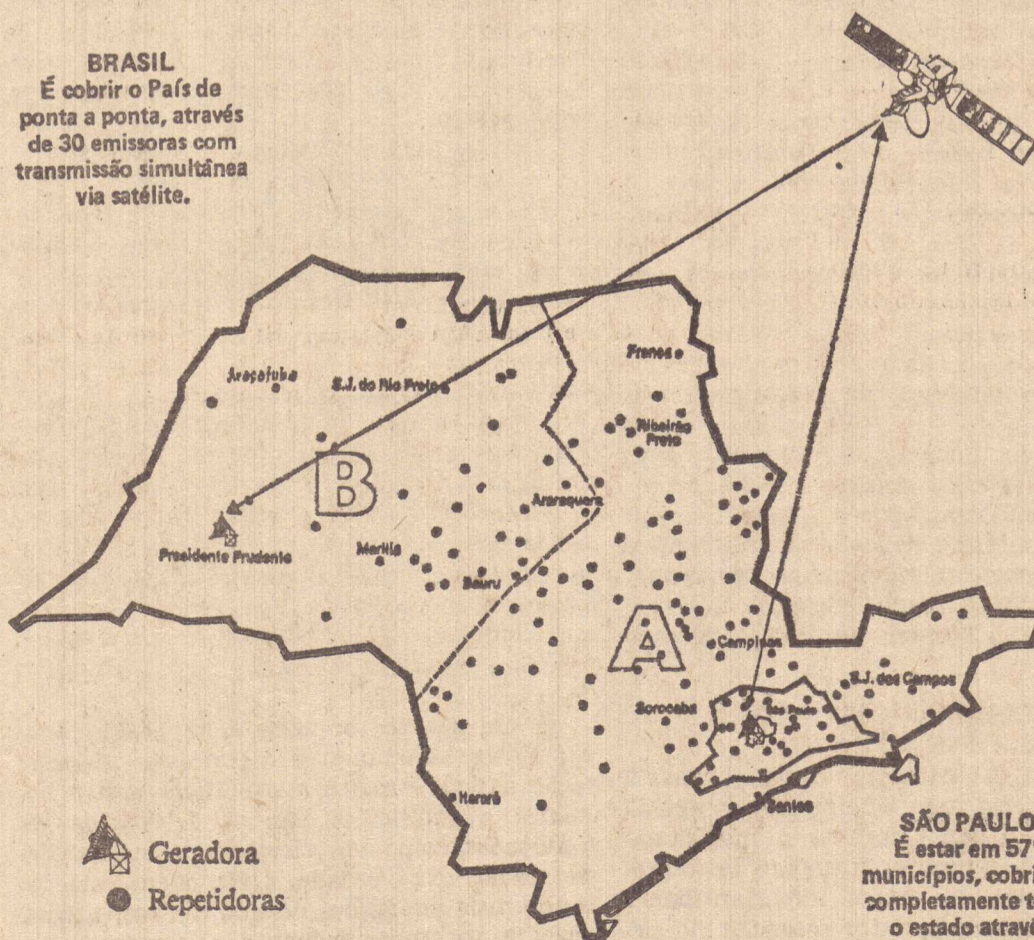 BRASIL
É cobrir o País de
ponta a ponta, através
de 30 emissoras com
transmissão simultânea
via satélite.
Franca
Araçatuba
S.J. do Rio Preto
Ribeirão
Preto
B
Araraquara
Presidente Prudente
Marília
Bauru
A
Campinas
S.J. dos Campos
Sorocaba
São Paulo
Itararé
Santos
Geradora
Repetidoras
SÃO PAULO
É estar em 57
municípios,
completamente
o estado